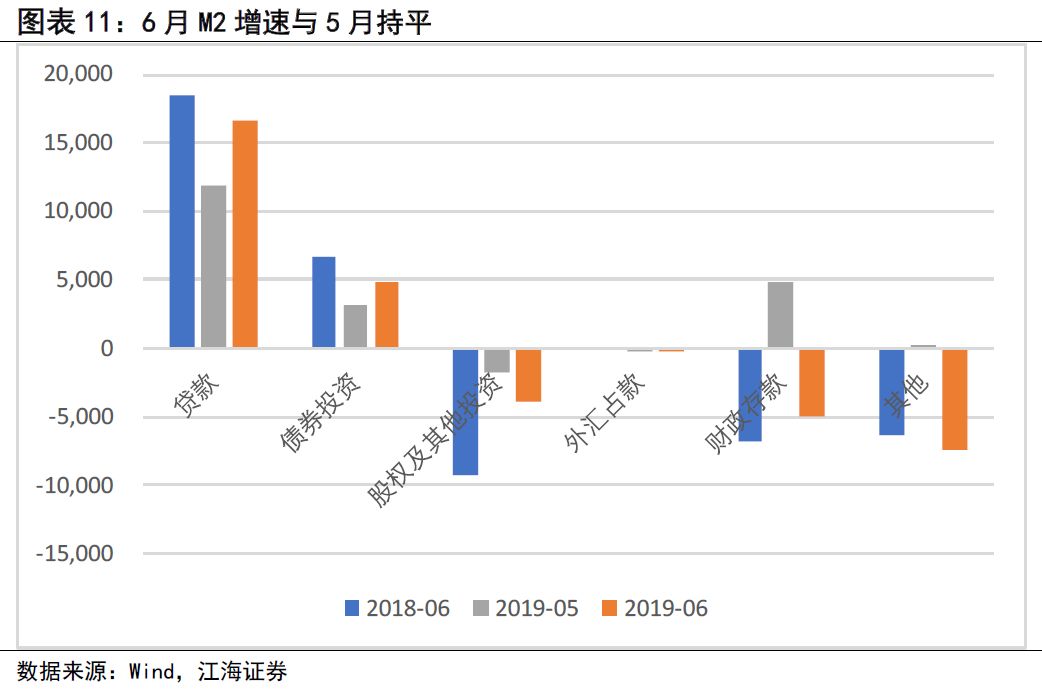 图表 11：6 月 M2 增速与 5 月持平
20,000
15,000
10,000
5,000
0
-5,000
-10,000
-15,000
贷款
债券投资
股权及其他投资
外汇占款
财政存款
其他
2018-06 2019-05 2019-06
数据来源：Wind，江海证券